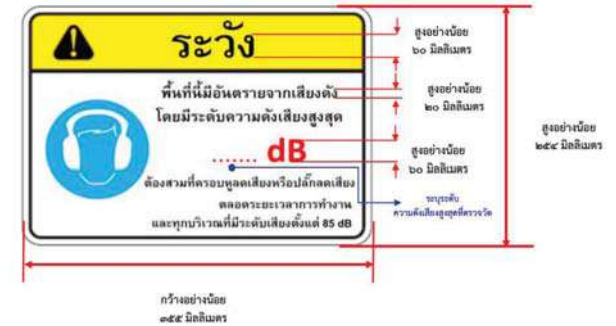 ระวัง
พื้นที่นี้มีอันตรายจากเสียงดัง
โดยมีระดับความดังเสียงสูงสุด
....... dB
ต้องสวมที่ครอบหูลดเสียงหรือปลั๊กลดเสียง
ตลอดระยะเวลาการทำงาน
และทุกบริเวณที่มีระดับเสียงตั้งแต่ 85 dB
สูงอย่างน้อย
๖๐ มิลลิเมตร
สูงอย่างน้อย
๒๐ มิลลิเมตร
สูงอย่างน้อย
๖๐ มิลลิเมตร
ระบุระดับ
ความดังเสียงสูงสุดที่ตรวจวัด
สูงอย่างน้อย
๒๕๔ มิลลิเมตร
กว้างอย่างน้อย
๓๕๕ มิลลิเมตร